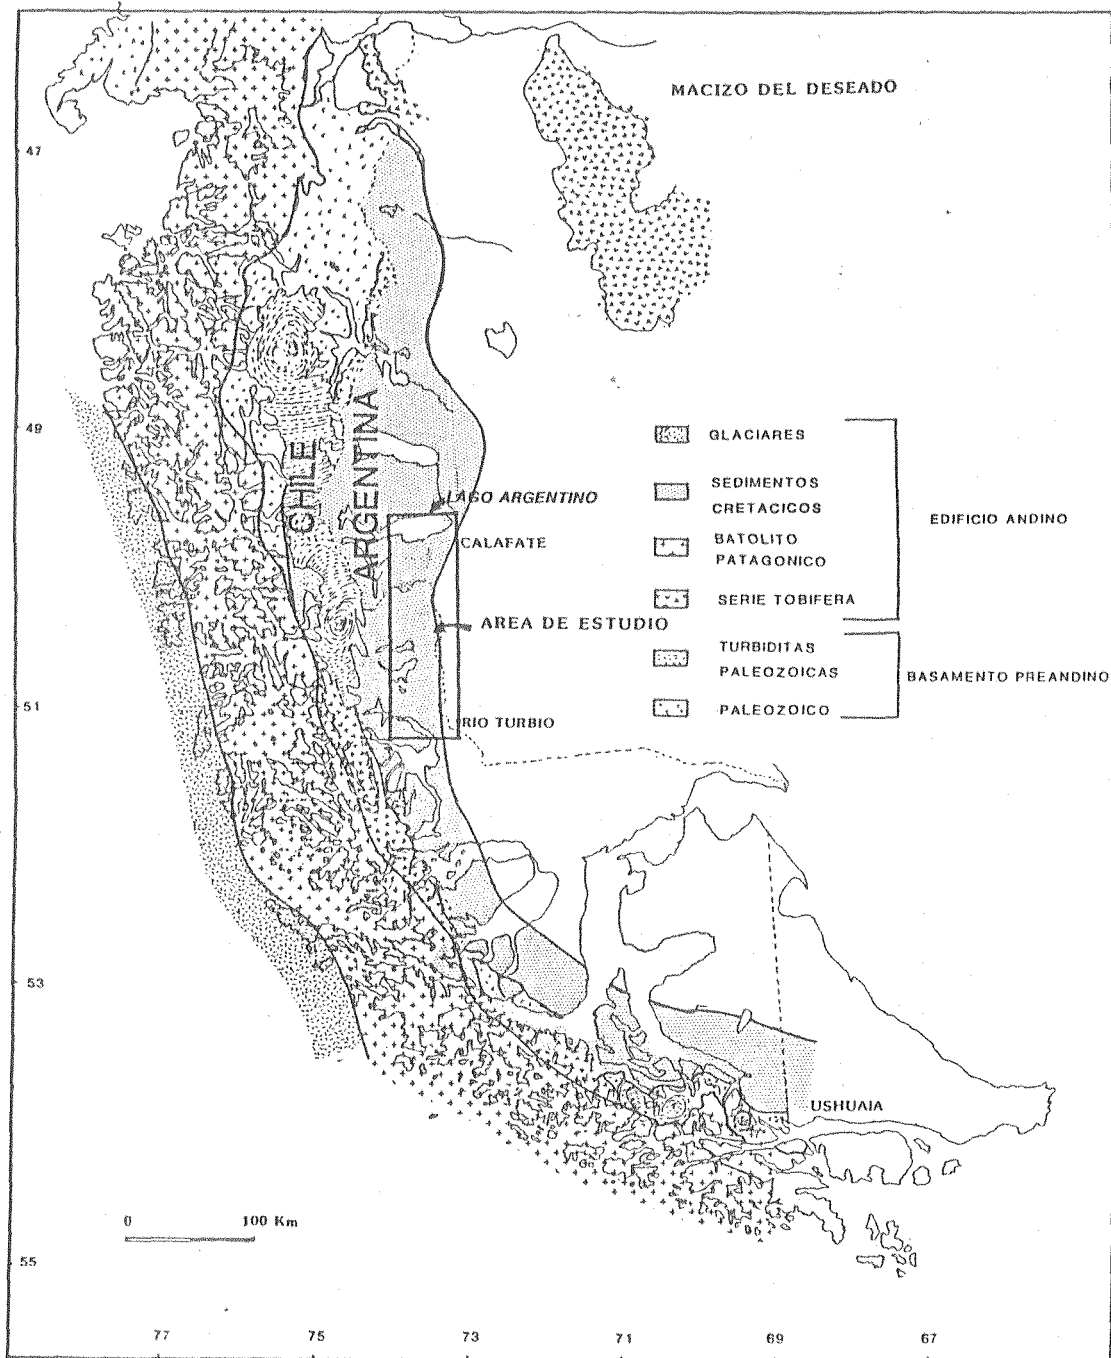 MACIZO DEL DESEADO
47
49
51
53
55
CHILE
ARGENTINA
LAGO ARGENTINO
CALAFATE
AREA DE ESTUDIO
RIO TURBIO
USHUAIA
GLACIARES
SEDIMENTOS
CRETACICOS
BATOLITO
PATAGONICO
SERIE TOBIFERA
EDIFICIO ANDINO
TURBIDITAS
PALEOZOICAS
PALEOZOICO
BASAMENTO PREANDINO
0 100 Km
77 75 73 71 69 67